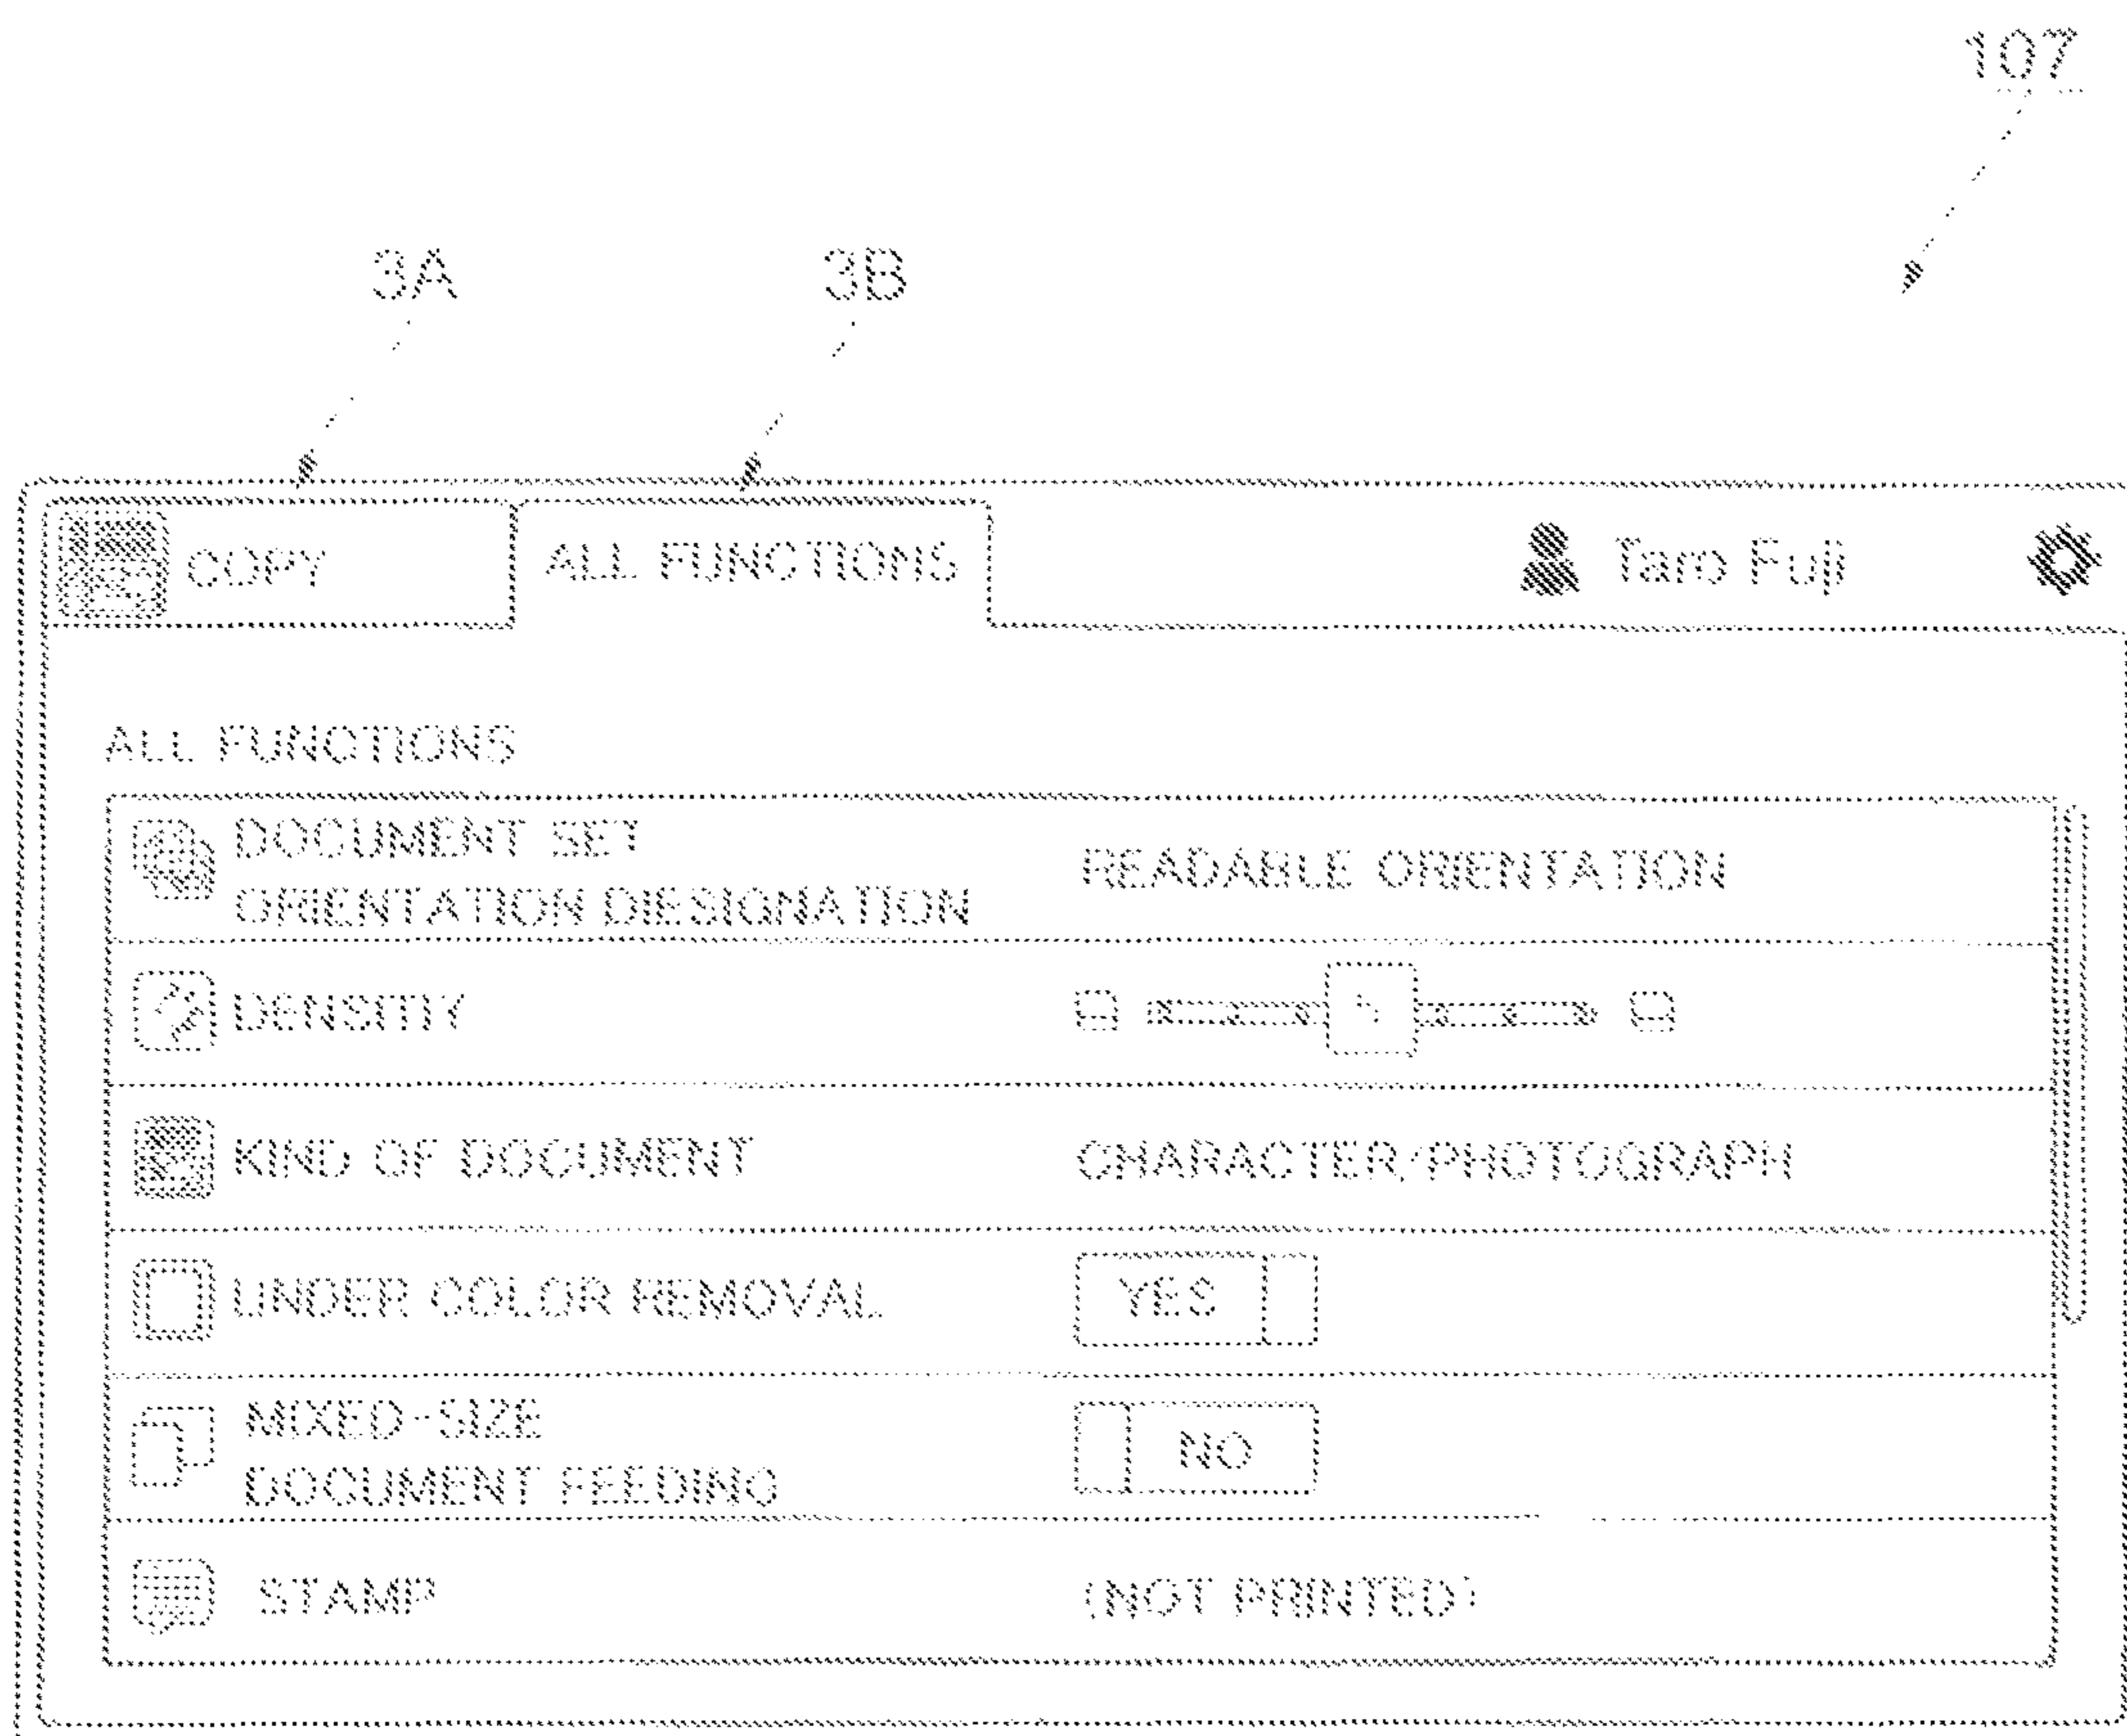 107
3A 3B
COPY ALL FUNCTIONS Taro Fuji
ALL FUNCTIONS
DOCUMENT SET
ORIENTATION DIESIGNATION READABLE ORIENTATION
DENSITIY
KIND OF DOCUMENT CHARACTER/PHOTOGRAPH
UNDER COLOR REMOVAL YES
MIXED-SIZE
DOCUMENT FEEDING NO
STAMP (NOT PRINTED)